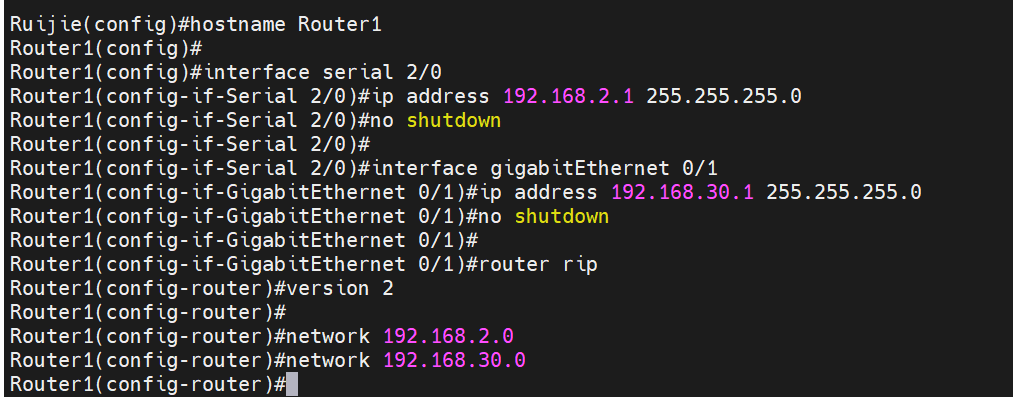 Ruijie(config)#hostname Router1
Router1(config)#
Router1(config)#interface serial 2/0
Router1(config-if-Serial 2/0)#ip address 192.168.2.1 255.255.255.0
Router1(config-if-Serial 2/0)#no shutdown
Router1(config-if-Serial 2/0)#
Router1(config-if-Serial 2/0)#interface gigabitEthernet 0/1
Router1(config-if-GigabitEthernet 0/1)#ip address 192.168.30.1 255.255.255.0
Router1(config-if-GigabitEthernet 0/1)#no shutdown
Router1(config-if-GigabitEthernet 0/1)#
Router1(config-if-GigabitEthernet 0/1)#router rip
Router1(config-router)#version 2
Router1(config-router)#
Router1(config-router)#network 192.168.2.0
Router1(config-router)#network 192.168.30.0
Router1(config-router)#